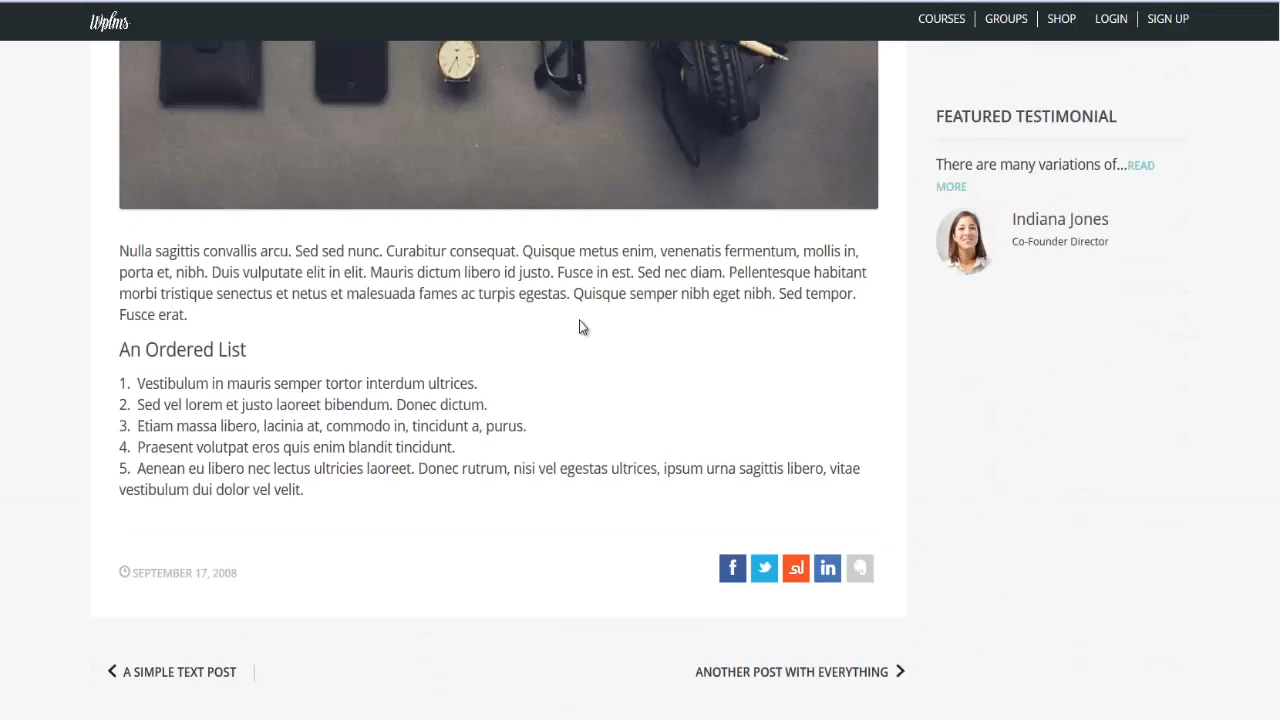 Wplms
COURSES
GROUPS
SHOP
LOGIN
SIGN UP
FEATURED TESTIMONIAL
There are many variations of...READ
MORE
Indiana Jones
Co-Founder Director
Nulla sagittis convallis arcu. Sed sed nunc. Curabitur consequat. Quisque metus enim, venenatis fermentum, mollis in,
porta et, nibh. Duis vulputate elit in elit. Mauris dictum libero id justo. Fusce in est. Sed nec diam. Pellentesque habitant
morbi tristique senectus et netus et malesuada fames ac turpis egestas. Quisque semper nibh eget nibh. Sed tempor.
Fusce erat.
An Ordered List
1. Vestibulum in mauris semper tortor interdum ultrices.
2. Sed vel lorem et justo laoreet bibendum. Donec dictum.
3. Etiam massa libero, lacinia at, commodo in, tincidunt a, purus.
4. Praesent volutpat eros quis enim blandit tincidunt.
5. Aenean eu libero nec lectus ultricies laoreet. Donec rutrum, nisi vel egestas ultrices, ipsum urna sagittis libero, vitae
vestibulum dui dolor vel velit.
SEPTEMBER 17, 2008
A SIMPLE TEXT POST
ANOTHER POST WITH EVERYTHING